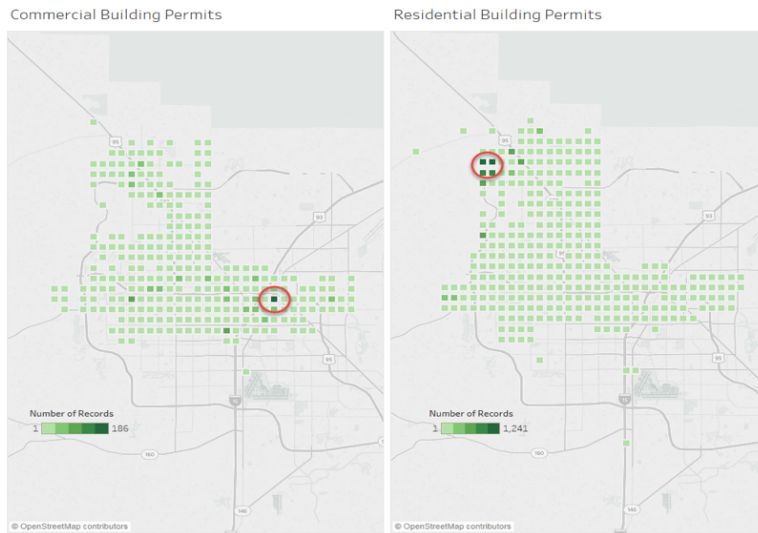 Commercial Building Permits
95
93
Number of Records
1 186
95
15
160
146
© OpenStreetMap contributors
Residential Building Permits
95
93
Number of Records
1 1,241
95
15
160
146
© OpenStreetMap contributors